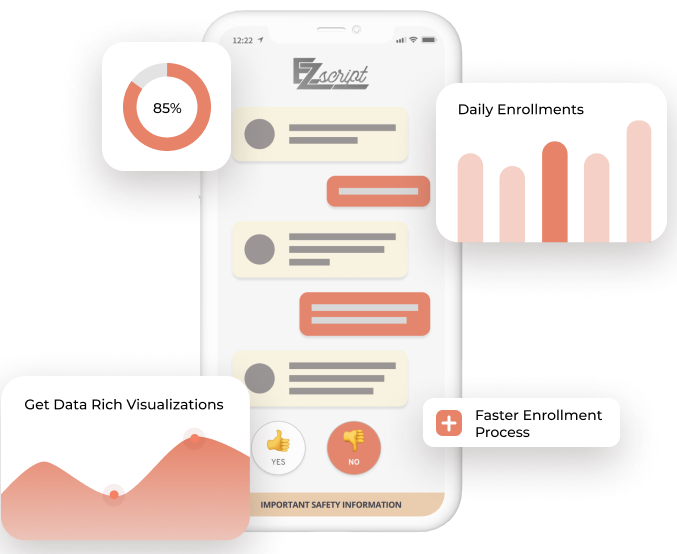 12:22
EZscript
85%
Daily Enrollments
Get Data Rich Visualizations
Faster Enrollment
Process
YES
NO
IMPORTANT SAFETY INFORMATION